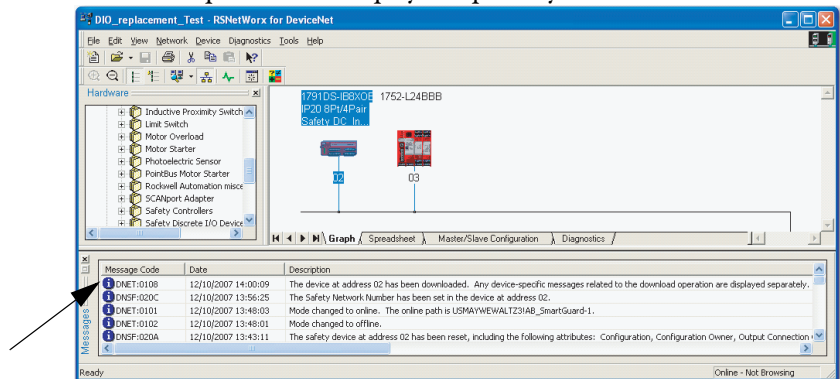 DIO_replacement_Test - RSNetWorx for DeviceNet
File Edit View Network Device Diagnostics Tools Help
Hardware
Inductive Proximity Switch
Limit Switch
Motor Overload
Motor Starter
Photoelectric Sensor
PointBus Motor Starter
Rockwell Automation misce
SCANport Adapter
Safety Controllers
Safety Discrete I/O Device
1791DS-IB8XOB
IP20 8Pt/4Pair
Safety DC In...
1752-L24BBB
02
03
Graph Spreadsheet Master/Slave Configuration Diagnostics
Messages
Message Code Date Description
DNET:0108 12/10/2007 14:00:09 The device at address 02 has been downloaded. Any device-specific messages related to the download operation are displayed separately.
DNSF:020C 12/10/2007 13:56:25 The Safety Network Number has been set in the device at address 02.
DNET:0101 12/10/2007 13:48:03 Mode changed to online. The online path is USMAYWEWALTZ3!AB_SmartGuard-1.
DNET:0102 12/10/2007 13:48:01 Mode changed to offline.
DNSF:020A 12/10/2007 13:43:11 The safety device at address 02 has been reset, including the following attributes: Configuration, Configuration Owner, Output Connection
Ready
Online - Not Browsing